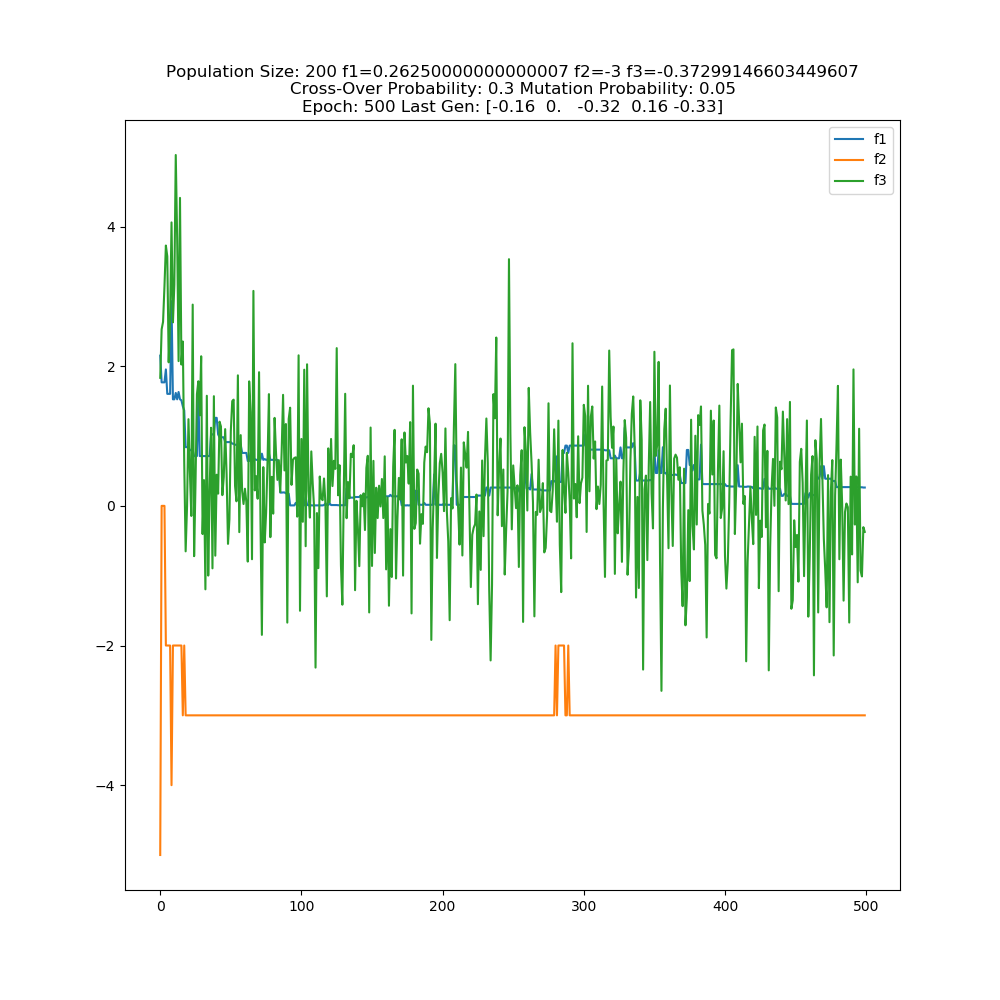 Population Size: 200 f1=0.26250000000000007 f2=-3 f3=-0.37299146603449607
Cross-Over Probability: 0.3 Mutation Probability: 0.05
Epoch: 500 Last Gen: [-0.16 0. -0.32 0.16 -0.33]
f1
f2
f3
4
2
0
−2
−4
0 100 200 300 400 500